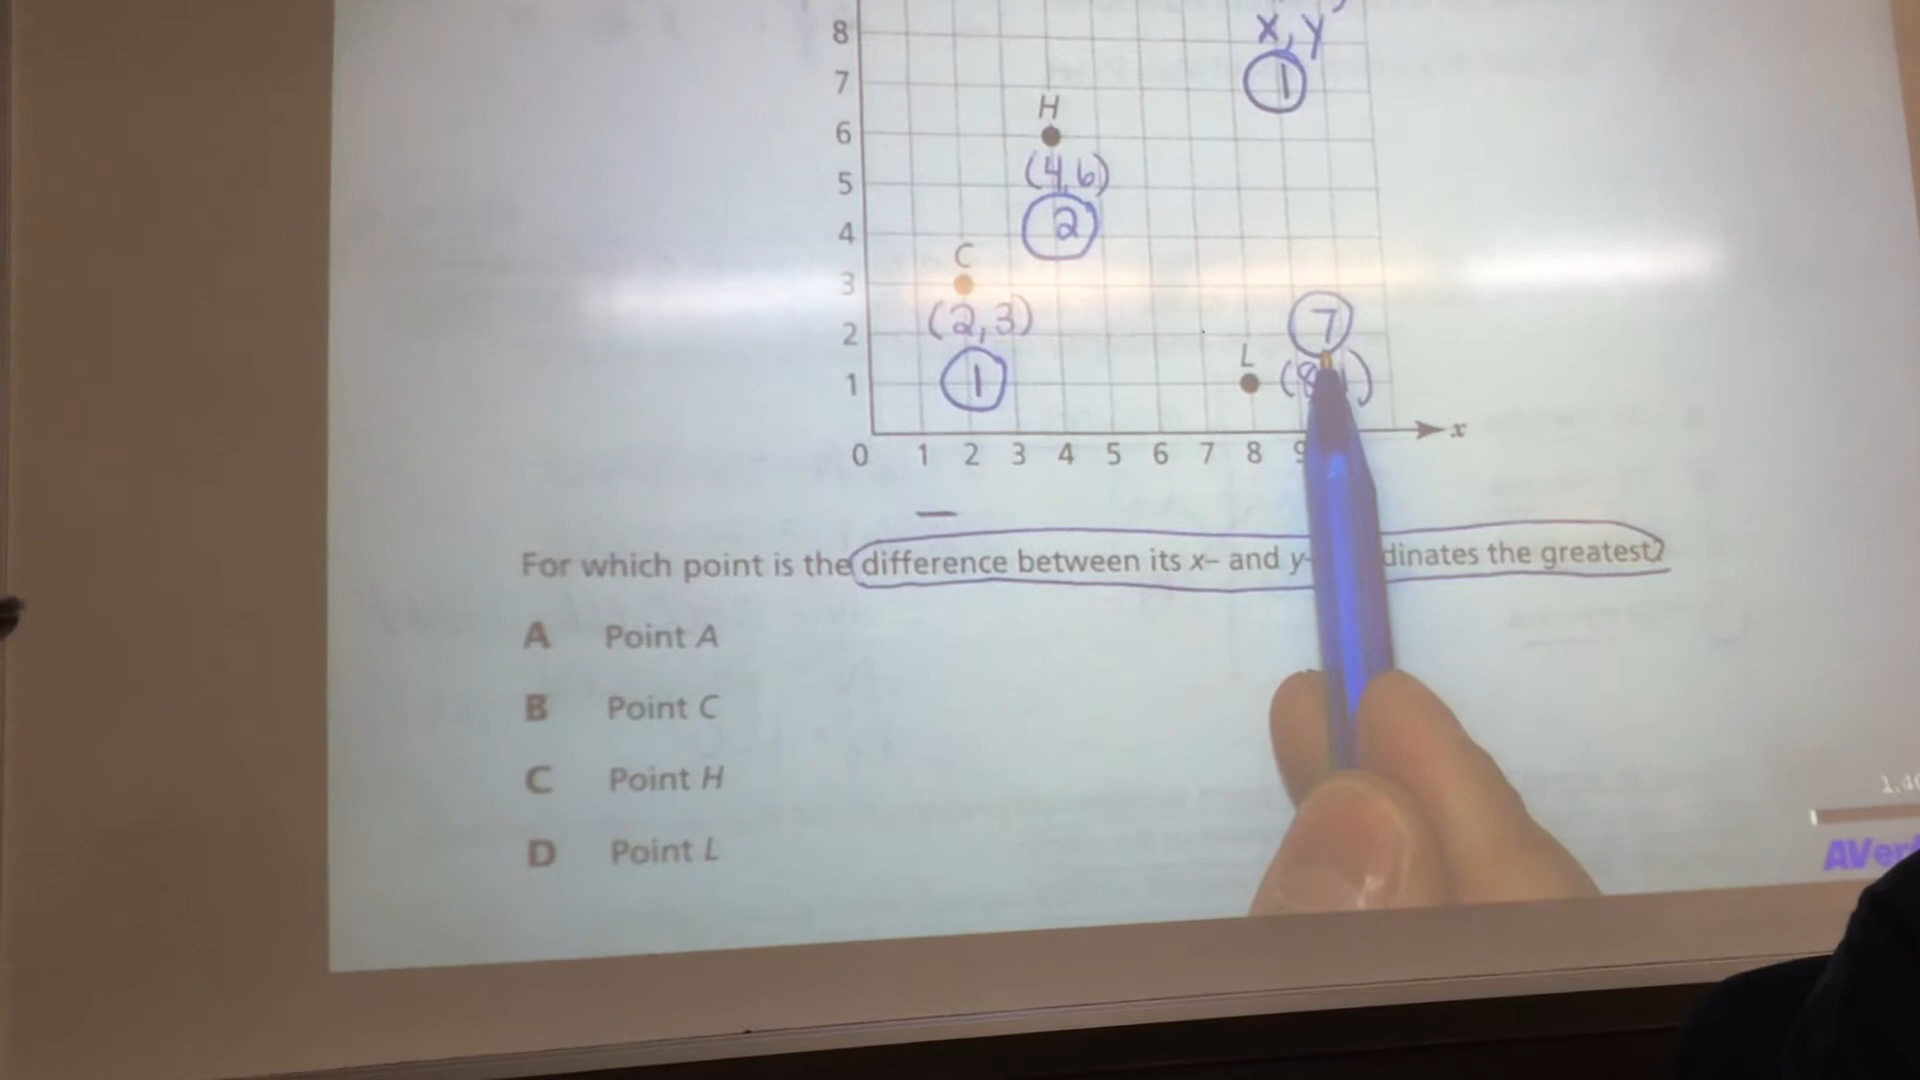 8
x, y
7
1
H
6
(4,6)
5
2
4
C
3
7
(2,3)
2
L
1
1
(8
x
0 1 2 3 4 5 6 7 8 9
For which point is the difference between its x– and y- dinates the greatest?
A Point A
B Point C
C Point H
D Point L